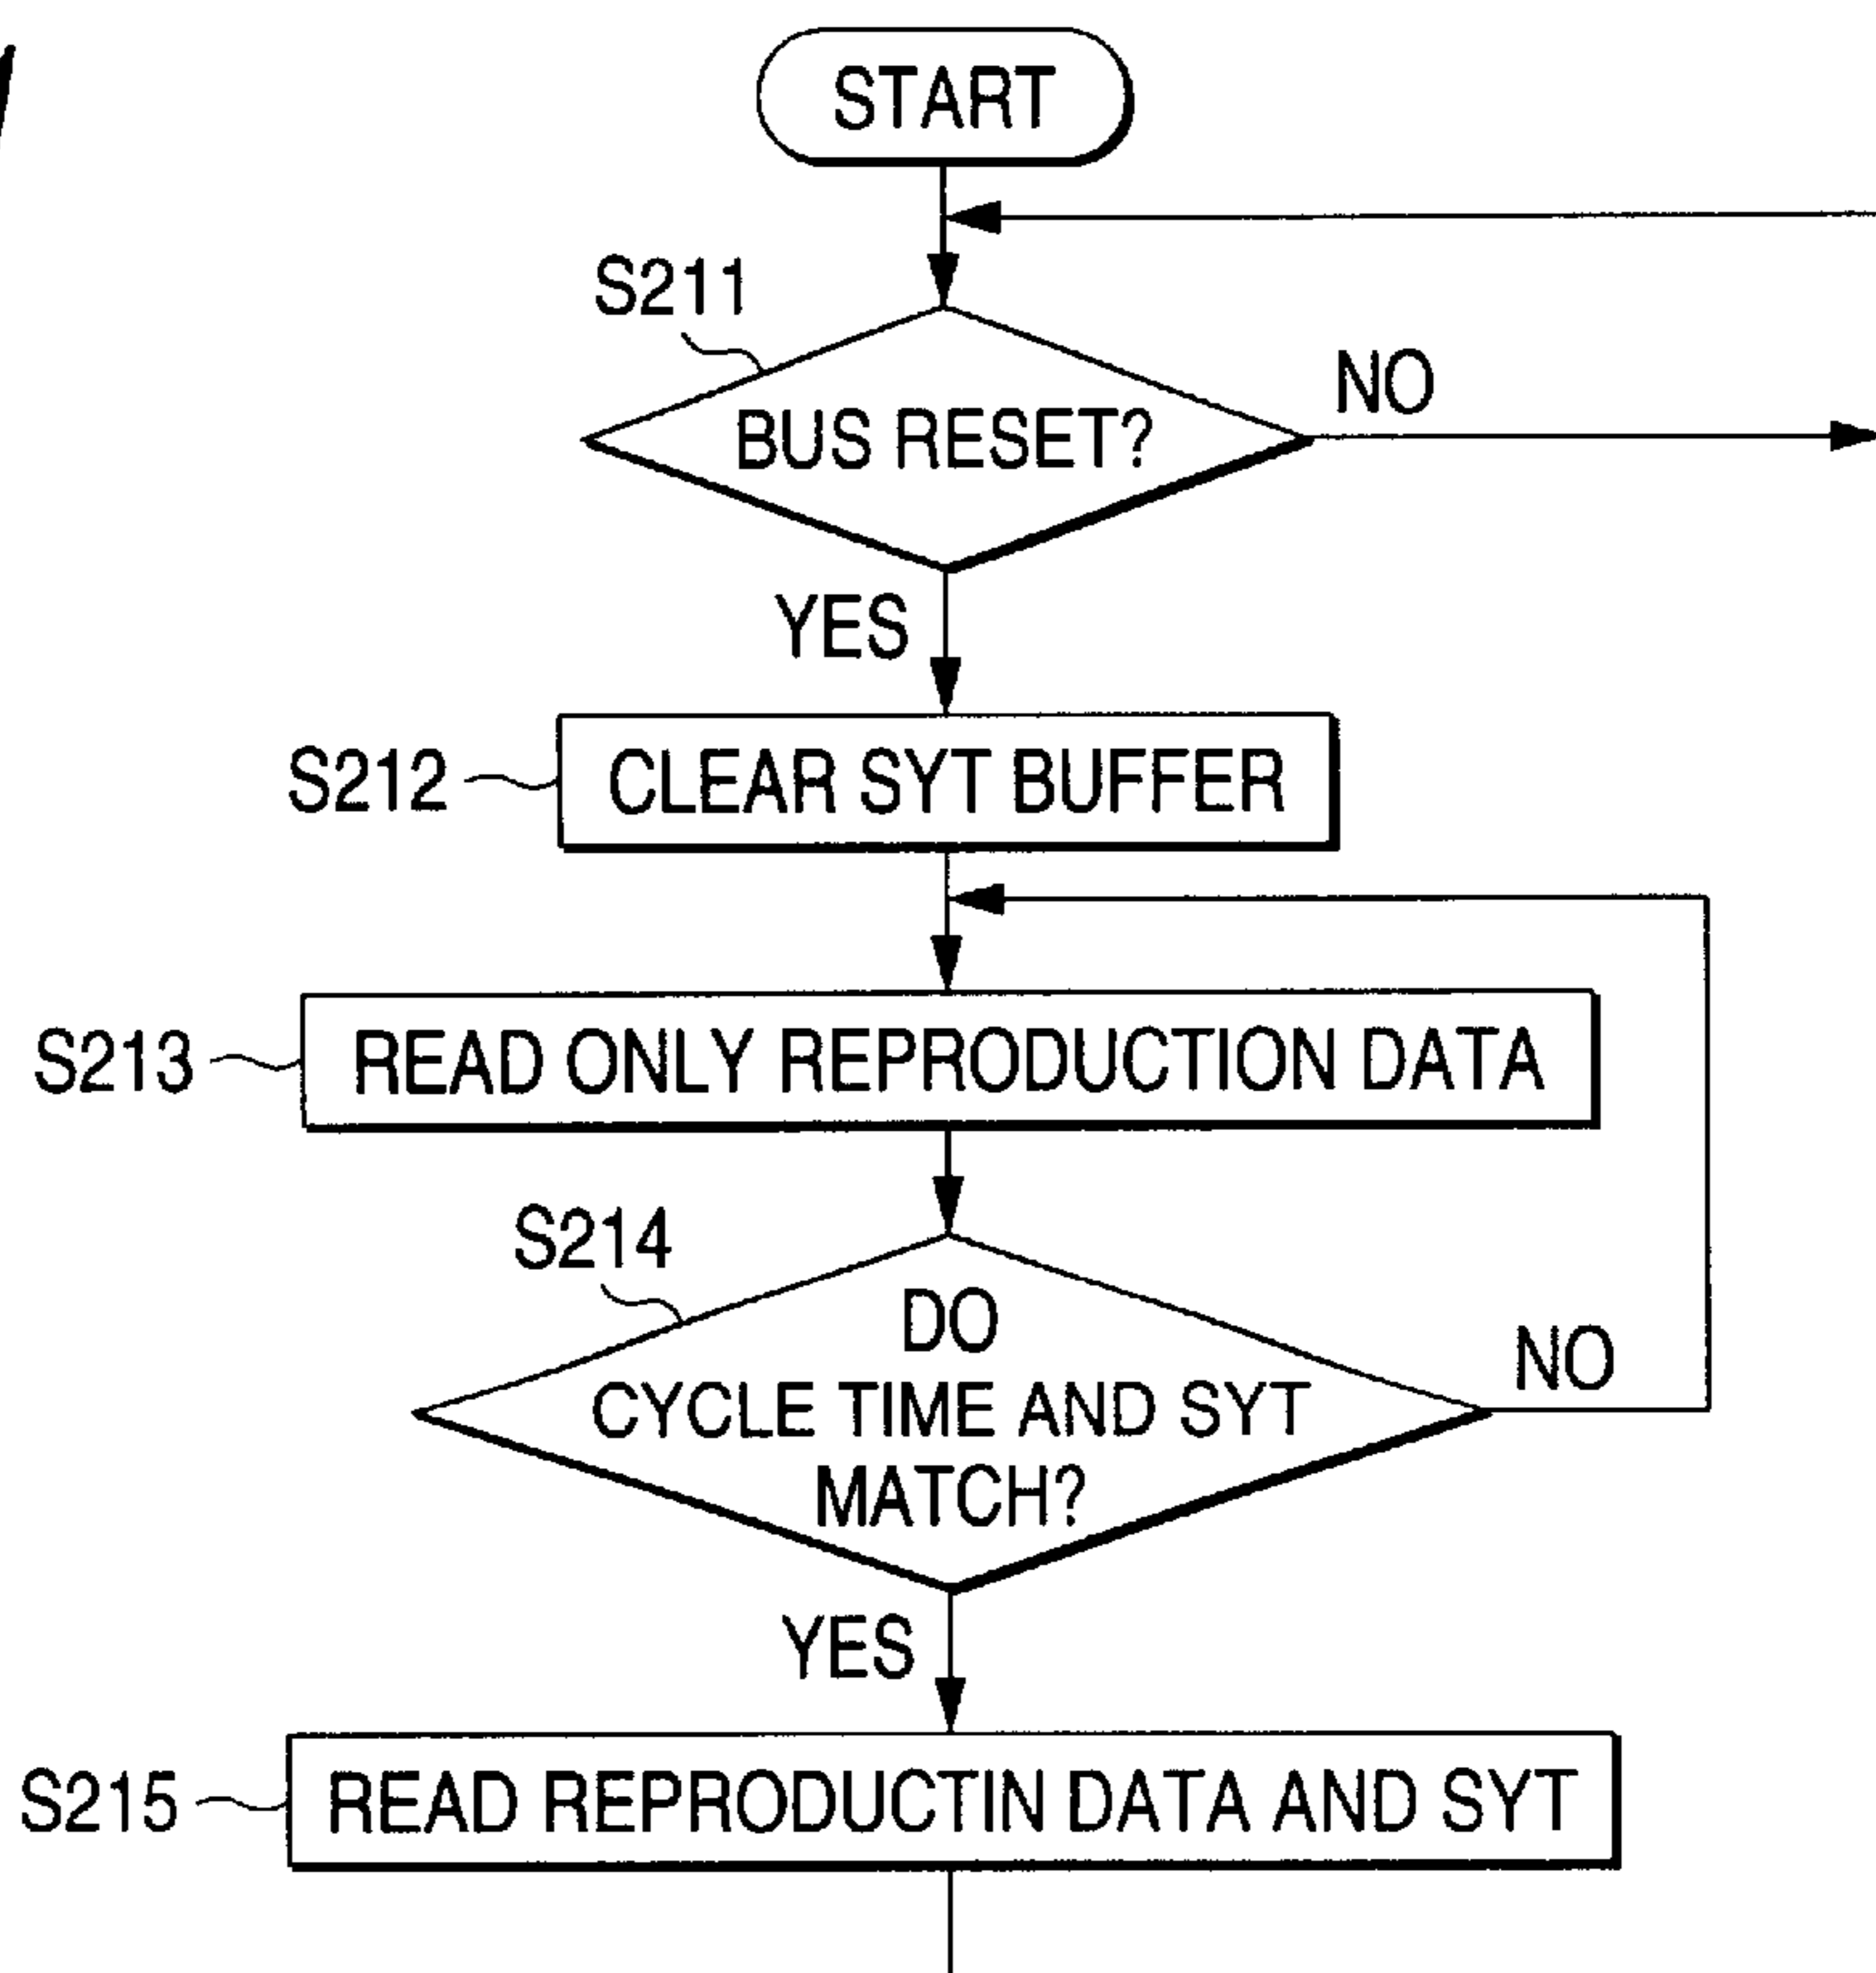 START
S211
BUS RESET?
NO
YES
S212
CLEAR SYT BUFFER
S213
READ ONLY REPRODUCTION DATA
S214
DO
CYCLE TIME AND SYT
MATCH?
NO
YES
S215
READ REPRODUCTIN DATA AND SYT